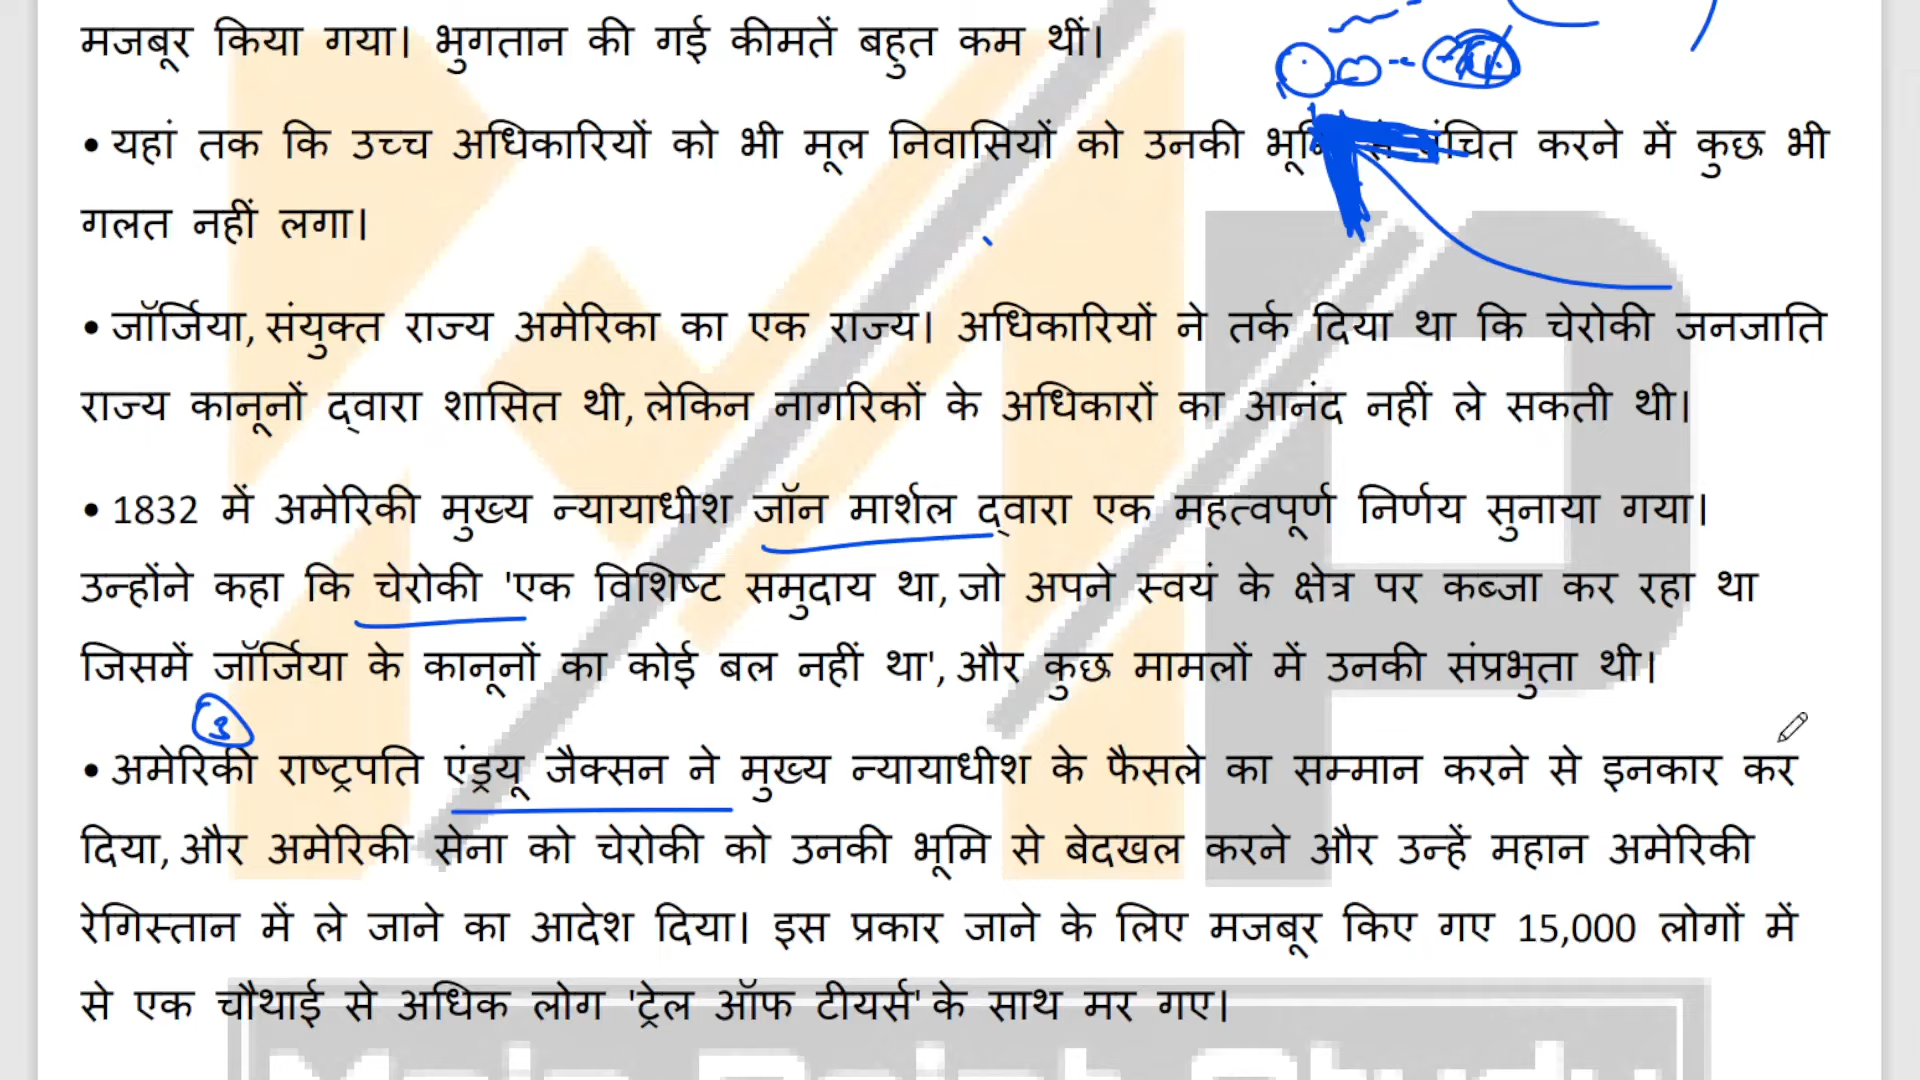 मजबूर किया गया। भुगतान की गई कीमतें बहुत कम थीं।
• यहां तक कि उच्च अधिकारियों को भी मूल निवासियों को उनकी भूमि से वंचित करने में कुछ भी
गलत नहीं लगा।
• जॉर्जिया, संयुक्त राज्य अमेरिका का एक राज्य। अधिकारियों ने तर्क दिया था कि चेरोकी जनजाति
राज्य कानूनों द्वारा शासित थी, लेकिन नागरिकों के अधिकारों का आनंद नहीं ले सकती थी।
• 1832 में अमेरिकी मुख्य न्यायाधीश जॉन मार्शल द्वारा एक महत्वपूर्ण निर्णय सुनाया गया।
उन्होंने कहा कि चेरोकी 'एक विशिष्ट समुदाय था, जो अपने स्वयं के क्षेत्र पर कब्जा कर रहा था
जिसमें जॉर्जिया के कानूनों का कोई बल नहीं था', और कुछ मामलों में उनकी संप्रभुता थी।
3
• अमेरिकी राष्ट्रपति एंड्रयू जैक्सन ने मुख्य न्यायाधीश के फैसले का सम्मान करने से इनकार कर
दिया, और अमेरिकी सेना को चेरोकी को उनकी भूमि से बेदखल करने और उन्हें महान अमेरिकी
रेगिस्तान में ले जाने का आदेश दिया। इस प्रकार जाने के लिए मजबूर किए गए 15,000 लोगों में
से एक चौथाई से अधिक लोग 'ट्रेल ऑफ टीयर्स' के साथ मर गए।